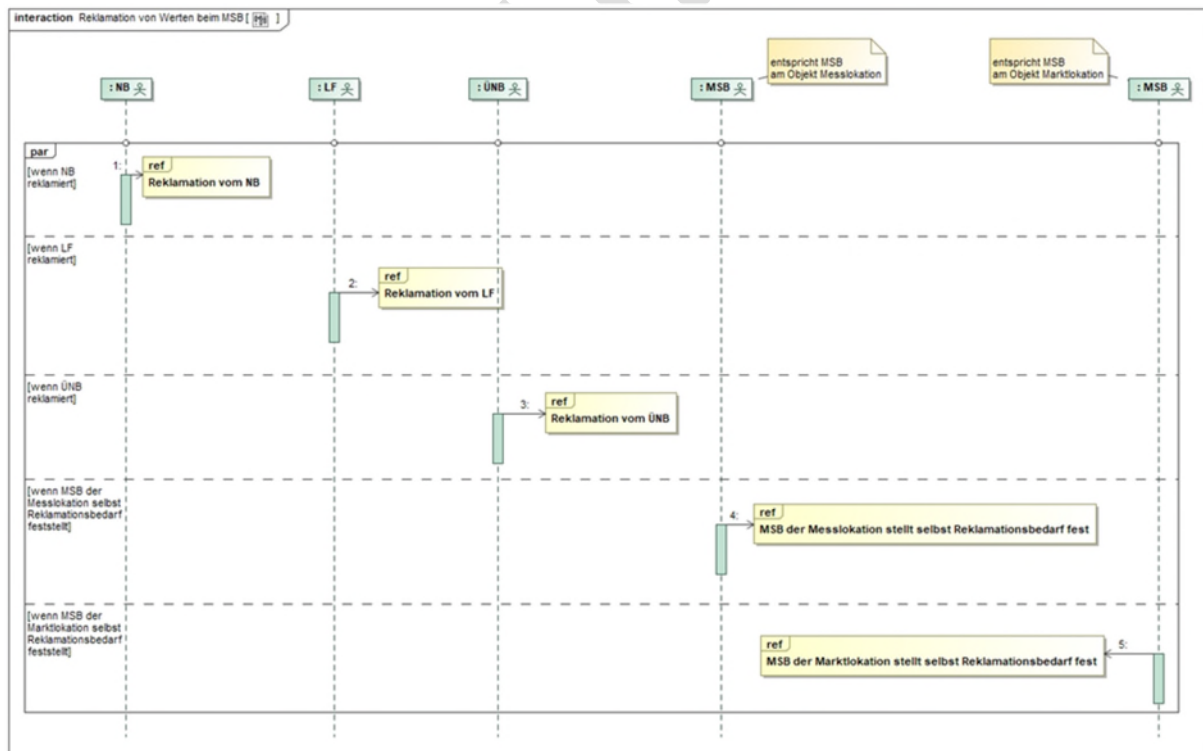 interaction Reklamation von Werten beim MSB [ ]
entspricht MSB
am Objekt Messlokation
entspricht MSB
am Objekt Marktlokation
: NB
: LF
: ÜNB
: MSB
: MSB
par
[wenn NB
reklamiert]
1:
ref
Reklamation vom NB
[wenn LF
reklamiert]
2:
ref
Reklamation vom LF
[wenn ÜNB
reklamiert]
3:
ref
Reklamation vom ÜNB
[wenn MSB der
Messlokation selbst
Reklamationsbedarf
feststellt]
4:
ref
MSB der Messlokation stellt selbst Reklamationsbedarf fest
[wenn MSB der
Marktlokation selbst
Reklamationsbedarf
feststellt]
5:
ref
MSB der Marktlokation stellt selbst Reklamationsbedarf fest